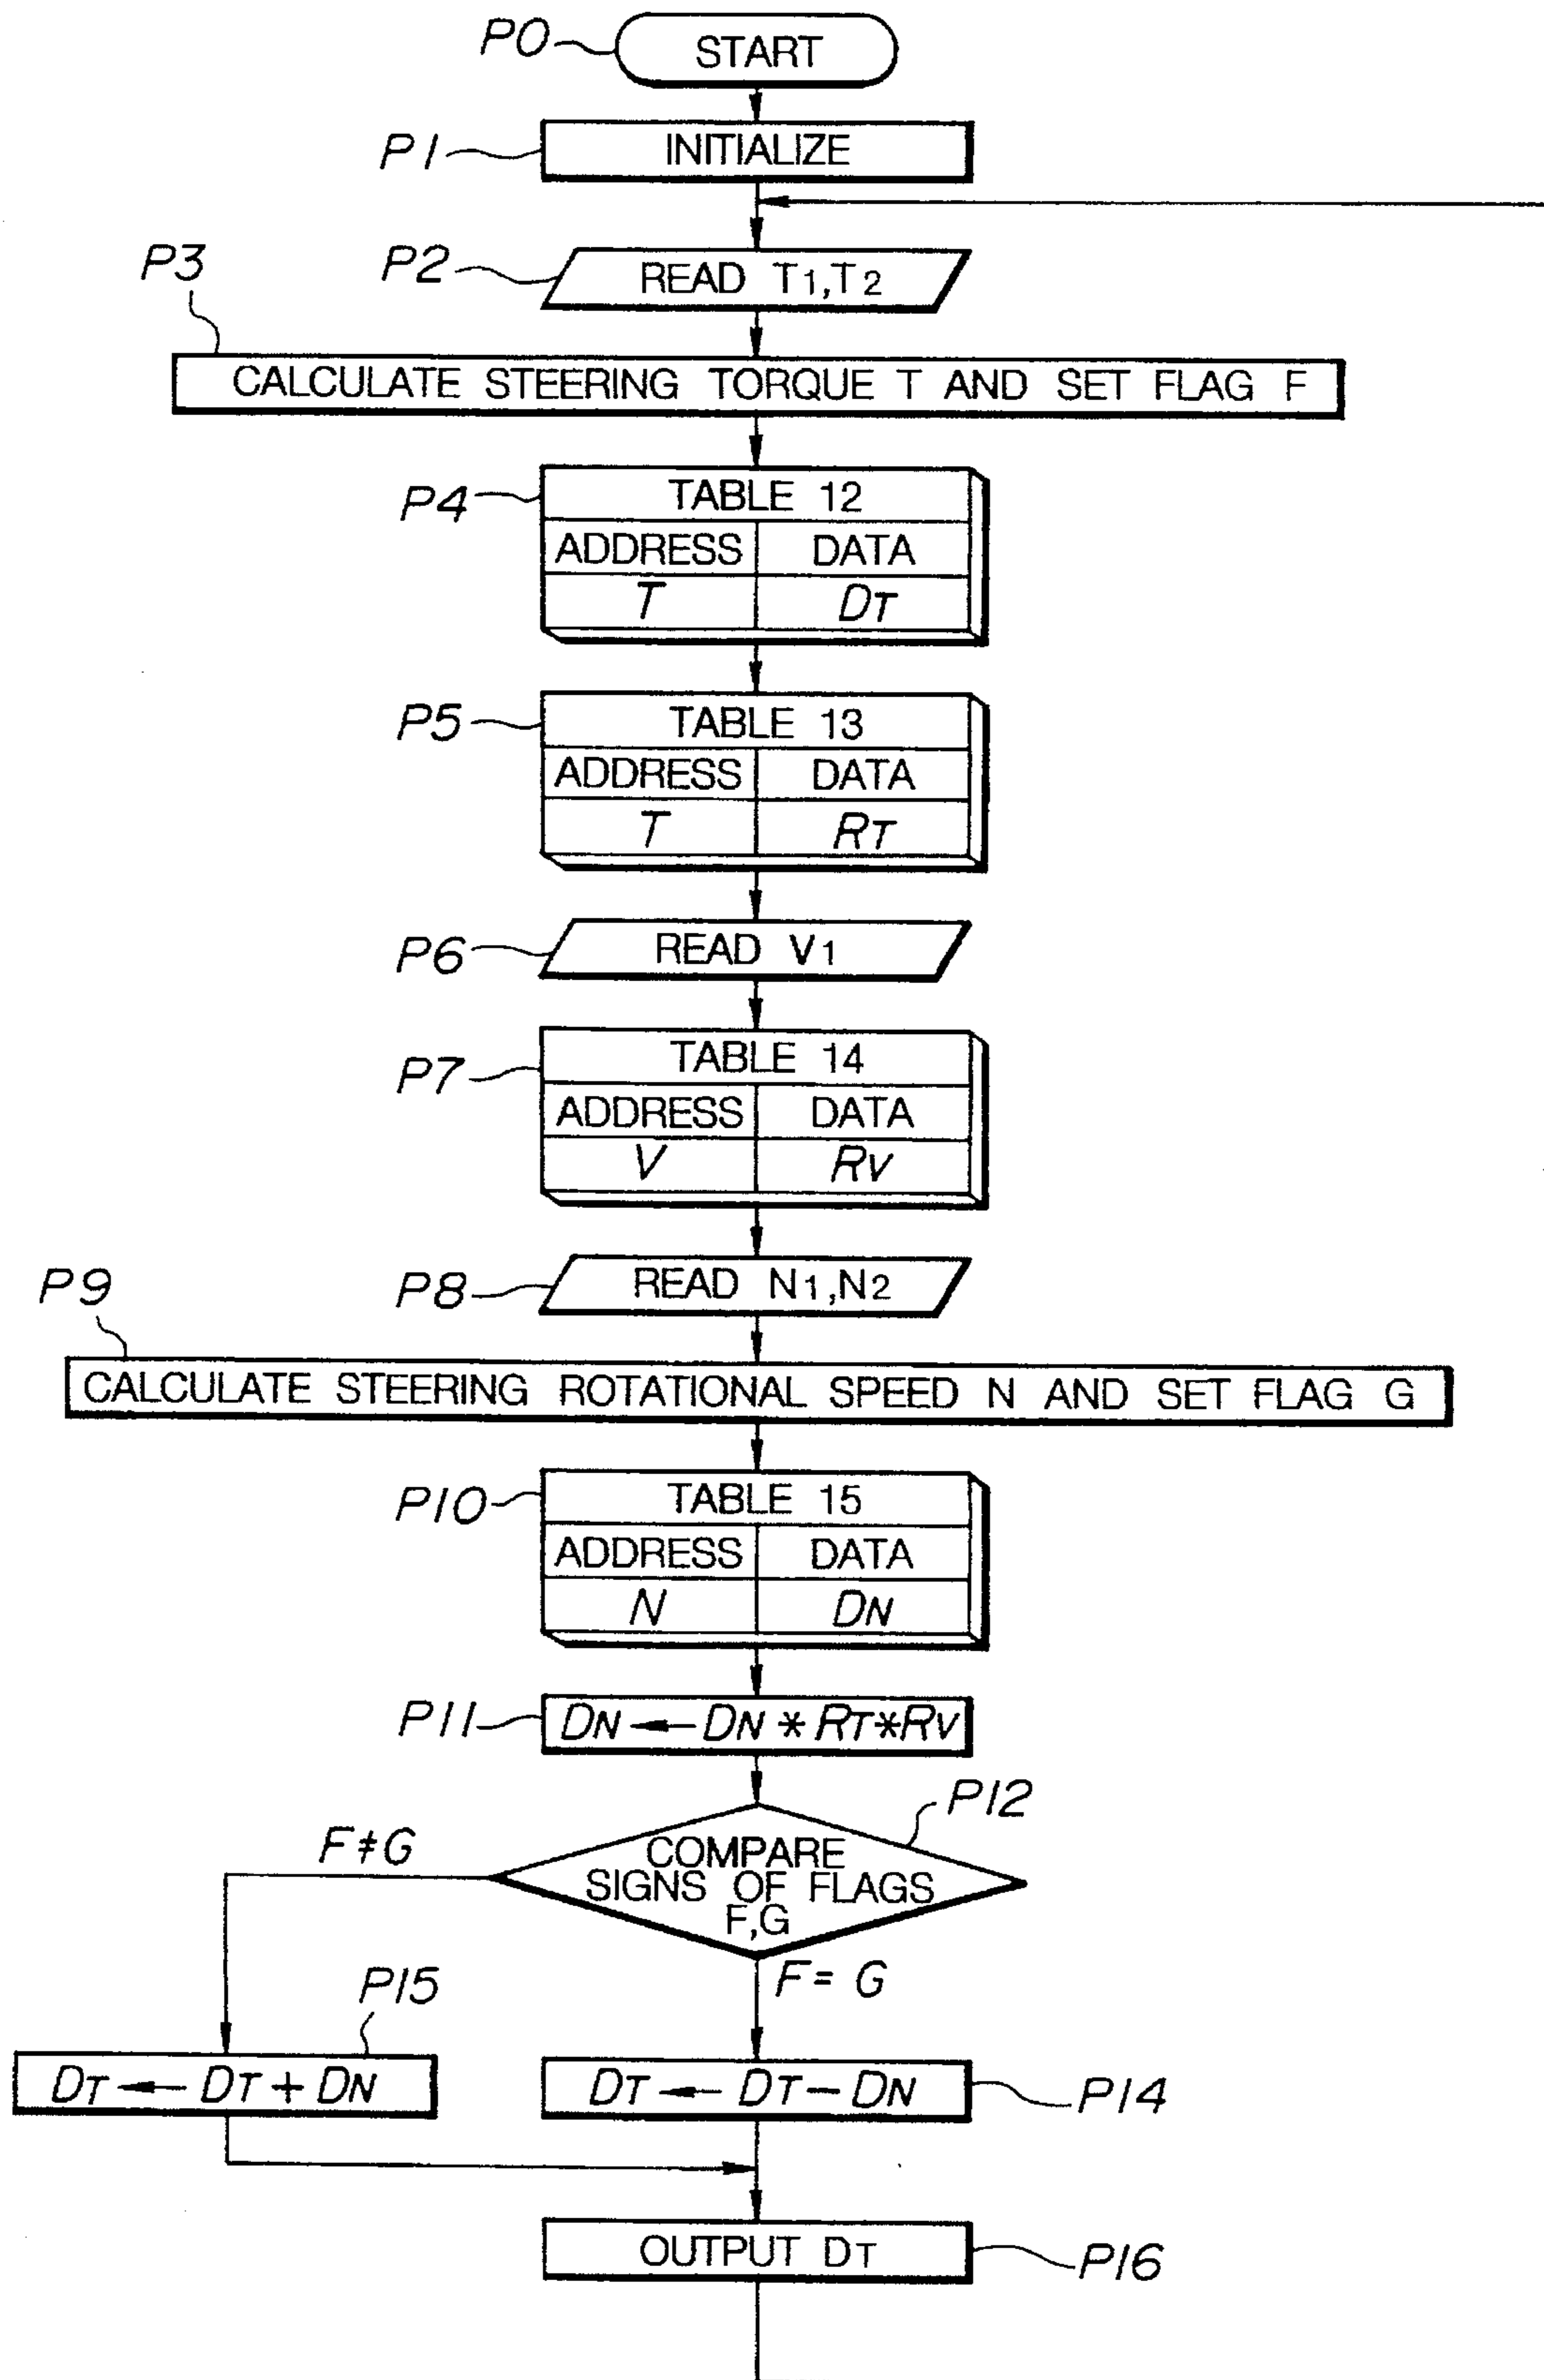 P0 START
P1 INITIALIZE
P2 READ T1,T2
P3
CALCULATE STEERING TORQUE T AND SET FLAG F
P4 TABLE 12
ADDRESS DATA
T DT
P5 TABLE 13
ADDRESS DATA
T RT
P6 READ V1
P7 TABLE 14
ADDRESS DATA
V RV
P8 READ N1,N2
P9
CALCULATE STEERING ROTATIONAL SPEED N AND SET FLAG G
P10 TABLE 15
ADDRESS DATA
N DN
P11 DN ← DN * RT * RV
P12
F≠G
COMPARE
SIGNS OF FLAGS
F,G
F= G
P15
DT ← DT + DN
DT ← DT − DN P14
OUTPUT DT P16